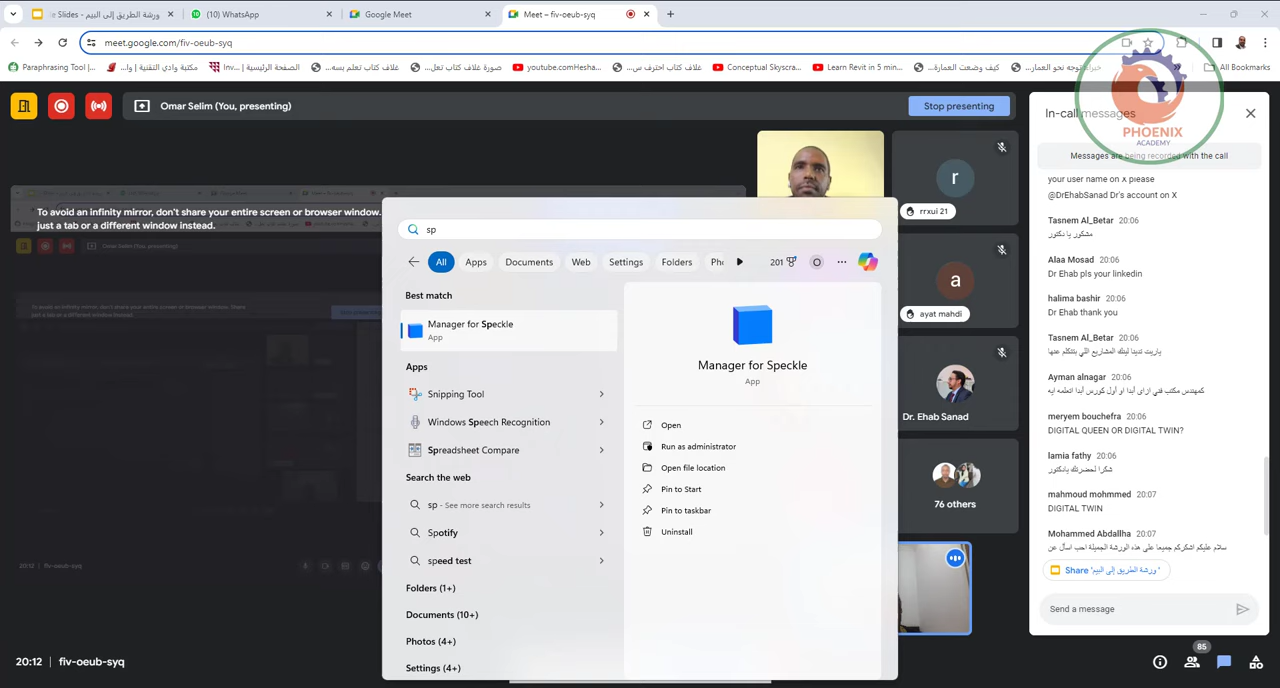 Slides - ورشة الطريق إلى البيم
(10) WhatsApp
Google Meet
Meet – fiv-oeub-syq
meet.google.com/fiv-oeub-syq
Paraphrasing Tool |...
مكتبة وادي التقنية | وا...
الصفحة الرئيسية | Inv...
غلاف كتاب تعلم بسه...
صورة غلاف كتاب تعل...
youtube.comHesha...
غلاف كتاب احترف س...
Conceptual Skyscra...
Learn Revit in 5 min...
كيف وضعت العمارة...
All Bookmarks
Omar Selim (You, presenting)
Stop presenting
PHOENIX
ACADEMY
In-call messages
Messages are being recorded with the call
your user name on X please
@DrEhabSanad Dr's account on X
Tasnem Al_Betar 20:06
مشكور يا دكتور
Alaa Mosad 20:06
Dr Ehab pls your linkedin
halima bashir 20:06
Dr Ehab thank you
Tasnem Al_Betar 20:06
ياريت تدينا لينك المشاريع اللي بتتكلم عنها
Ayman alnagar 20:06
كمهندس مكتب فني ازاى أبدا او أول كورس أبدا اتعلمه ايه
meryem bouchefra 20:06
DIGITAL QUEEN OR DIGITAL TWIN?
lamia fathy 20:06
شكرا لحضرتك يادكتور
mahmoud mohmmed 20:07
DIGITAL TWIN
Mohammed Abdallha 20:07
سلام عليكم اشكركم جميعا على هذه الورشة الجميلة احب اسأل عن
Share "ورشة الطريق إلى البيم"
Send a message
To avoid an infinity mirror, don't share your entire screen or browser window.
just a tab or a different window instead.
sp
All
Apps
Documents
Web
Settings
Folders
Pho
201
O
Best match
Manager for Speckle
App
Apps
Snipping Tool
Windows Speech Recognition
Spreadsheet Compare
Search the web
sp - See more search results
Spotify
speed test
Folders (1+)
Documents (10+)
Photos (4+)
Settings (4+)
Manager for Speckle
App
Open
Run as administrator
Open file location
Pin to Start
Pin to taskbar
Uninstall
r
rrxui 21
a
ayat mahdi
Dr. Ehab Sanad
76 others
20:12 | fiv-oeub-syq
85